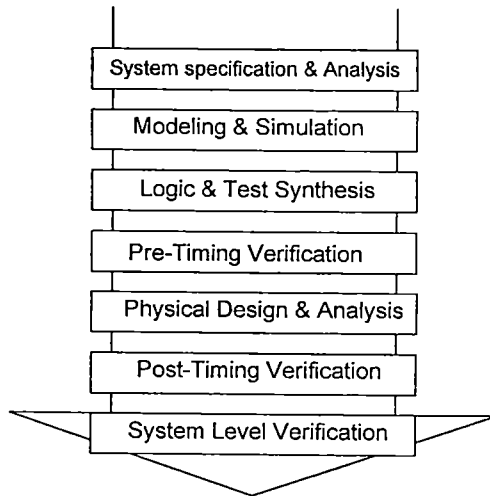 System specification & Analysis
Modeling & Simulation
Logic & Test Synthesis
Pre-Timing Verification
Physical Design & Analysis
Post-Timing Verification
System Level Verification